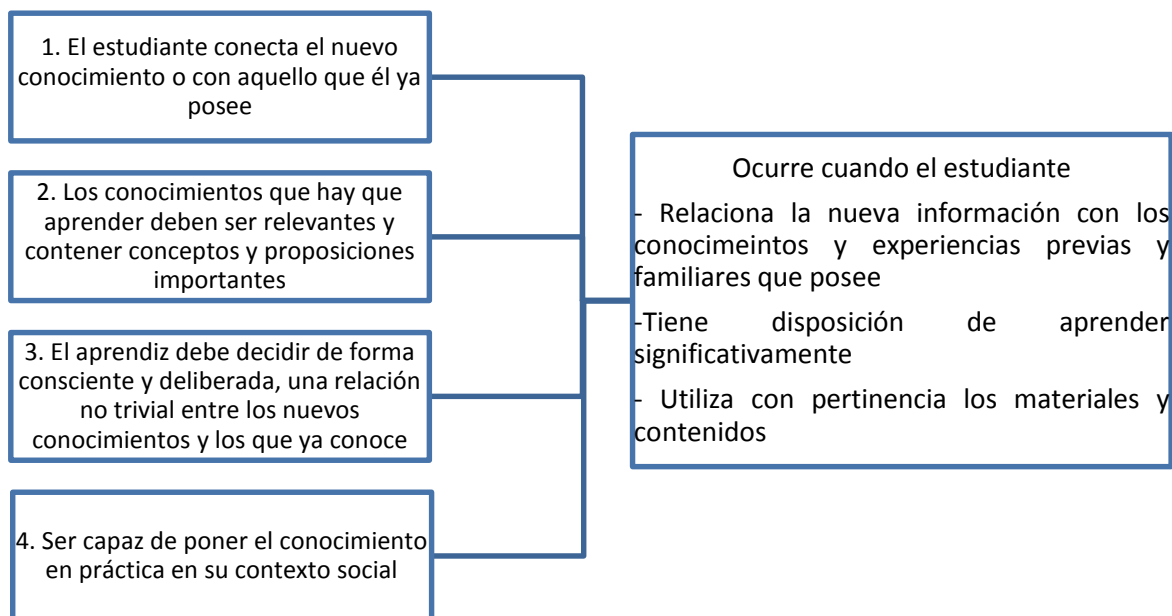 1. El estudiante conecta el nuevo
conocimiento o con aquello que él ya
posee
2. Los conocimientos que hay que
aprender deben ser relevantes y
contener conceptos y proposiciones
importantes
3. El aprendiz debe decidir de forma
consciente y deliberada, una relación
no trivial entre los nuevos
conocimientos y los que ya conoce
4. Ser capaz de poner el conocimiento
en práctica en su contexto social
Ocurre cuando el estudiante
- Relaciona la nueva información con los
conocimeintos y experiencias previas y
familiares que posee
-Tiene disposición de aprender
significativamente
- Utiliza con pertinencia los materiales y
contenidos